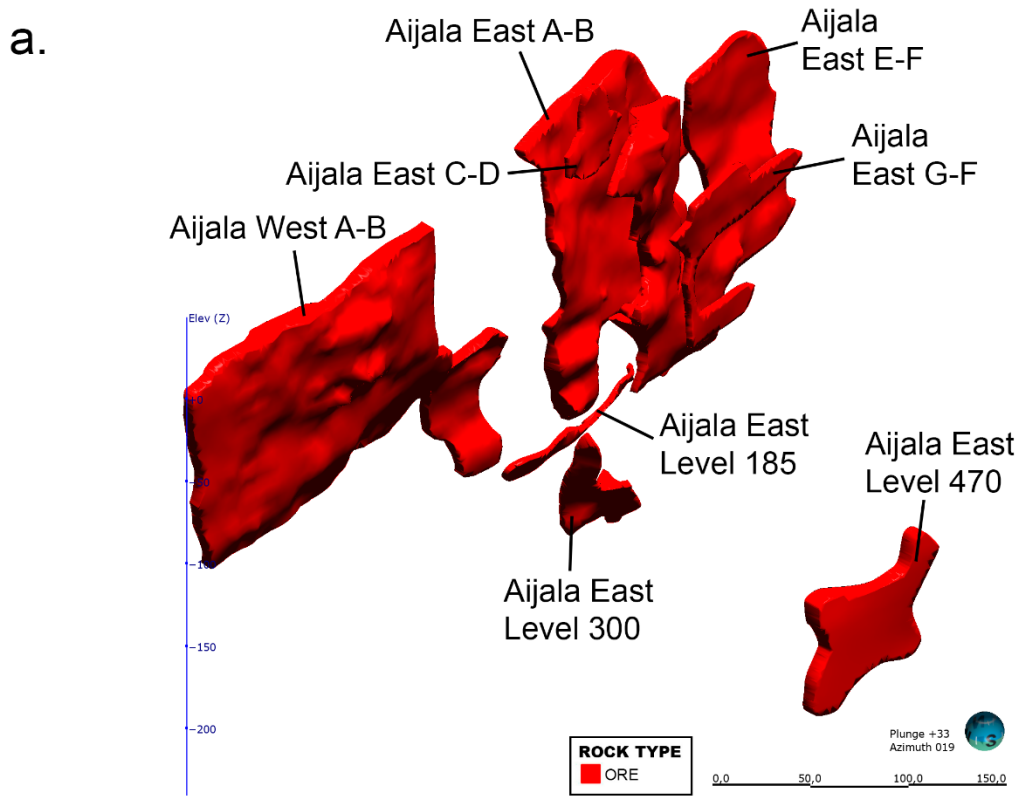 a.
Aijala East A-B
Aijala
East E-F
Aijala East C-D
Aijala
East G-F
Aijala West A-B
Elev (Z)
+0
Aijala East
Level 185
Aijala East
Level 470
-50
-100
Aijala East
Level 300
-150
-200
Plunge +33
Azimuth 019
ROCK TYPE
ORE
0,0 50,0 100,0 150,0